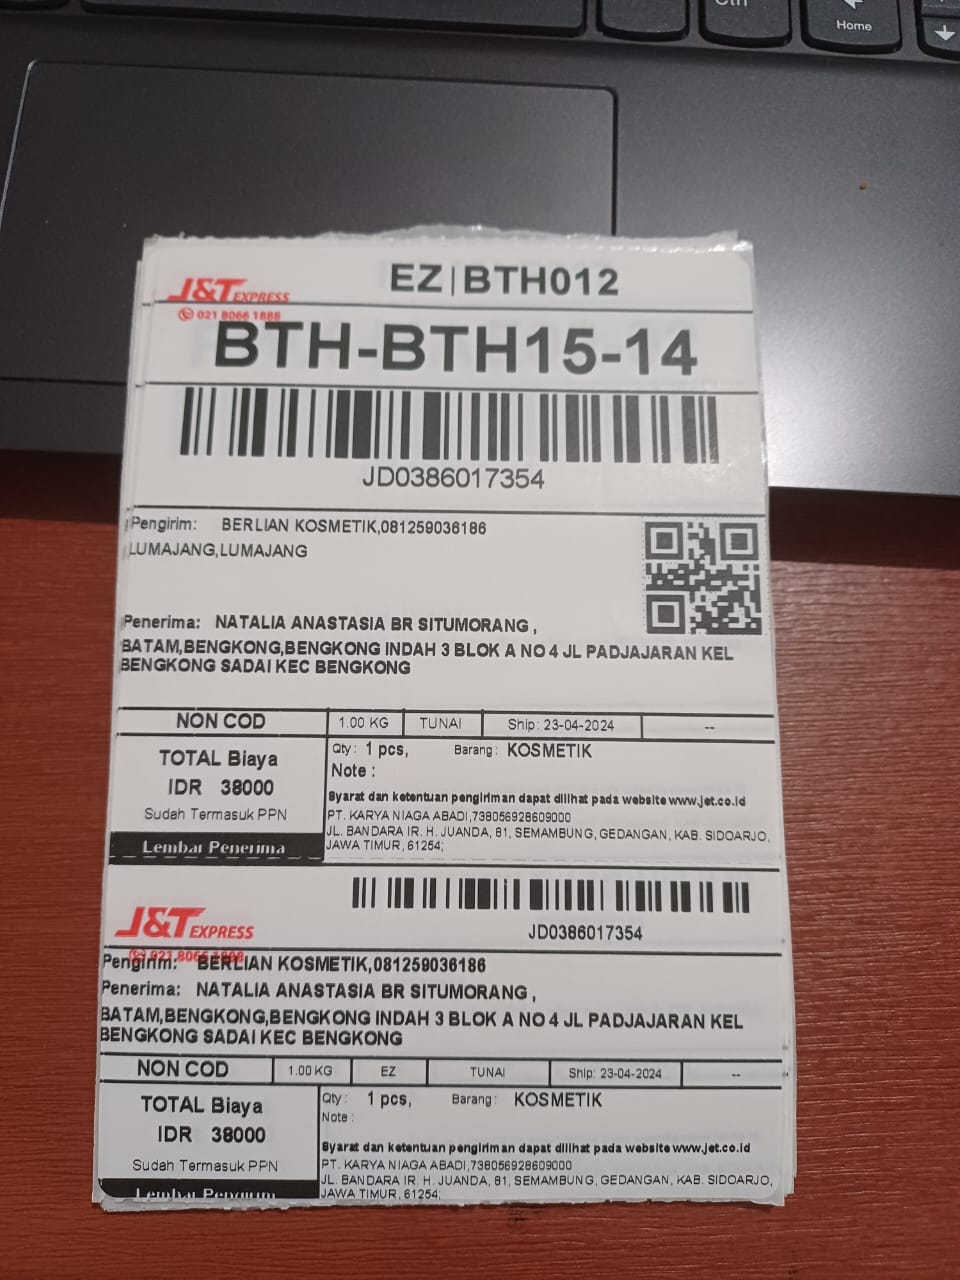 Ctrl
Home
J&T EXPRESS
EZ|BTH012
021 8066 1888
BTH-BTH15-14
JD0386017354
Pengirim: BERLIAN KOSMETIK,081259036186
LUMAJANG,LUMAJANG
Penerima: NATALIA ANASTASIA BR SITUMORANG ,
BATAM,BENGKONG,BENGKONG INDAH 3 BLOK A NO 4 JL PADJAJARAN KEL
BENGKONG SADAI KEC BENGKONG
NON COD 1.00 KG TUNAI Ship: 23-04-2024 --
TOTAL Biaya
IDR 38000
Sudah Termasuk PPN
Lembar Penerima
Qty : 1 pcs, Barang : KOSMETIK
Note :
Syarat dan ketentuan pengiriman dapat dilihat pada website www.jet.co.id
PT. KARYA NIAGA ABADI,738056928609000
JL. BANDARA IR. H. JUANDA, 81, SEMAMBUNG, GEDANGAN, KAB. SIDOARJO,
JAWA TIMUR, 61254;
J&T EXPRESS
JD0386017354
021 8066 1888
Pengirim: BERLIAN KOSMETIK,081259036186
Penerima: NATALIA ANASTASIA BR SITUMORANG ,
BATAM,BENGKONG,BENGKONG INDAH 3 BLOK A NO 4 JL PADJAJARAN KEL
BENGKONG SADAI KEC BENGKONG
NON COD 1.00 KG EZ TUNAI Ship: 23-04-2024 --
TOTAL Biaya
IDR 38000
Sudah Termasuk PPN
Lembar Pengirim
Qty : 1 pcs, Barang : KOSMETIK
Note :
Syarat dan ketentuan pengiriman dapat dilihat pada website www.jet.co.id
PT. KARYA NIAGA ABADI,738056928609000
JL. BANDARA IR. H. JUANDA, 81, SEMAMBUNG, GEDANGAN, KAB. SIDOARJO,
JAWA TIMUR, 61254;